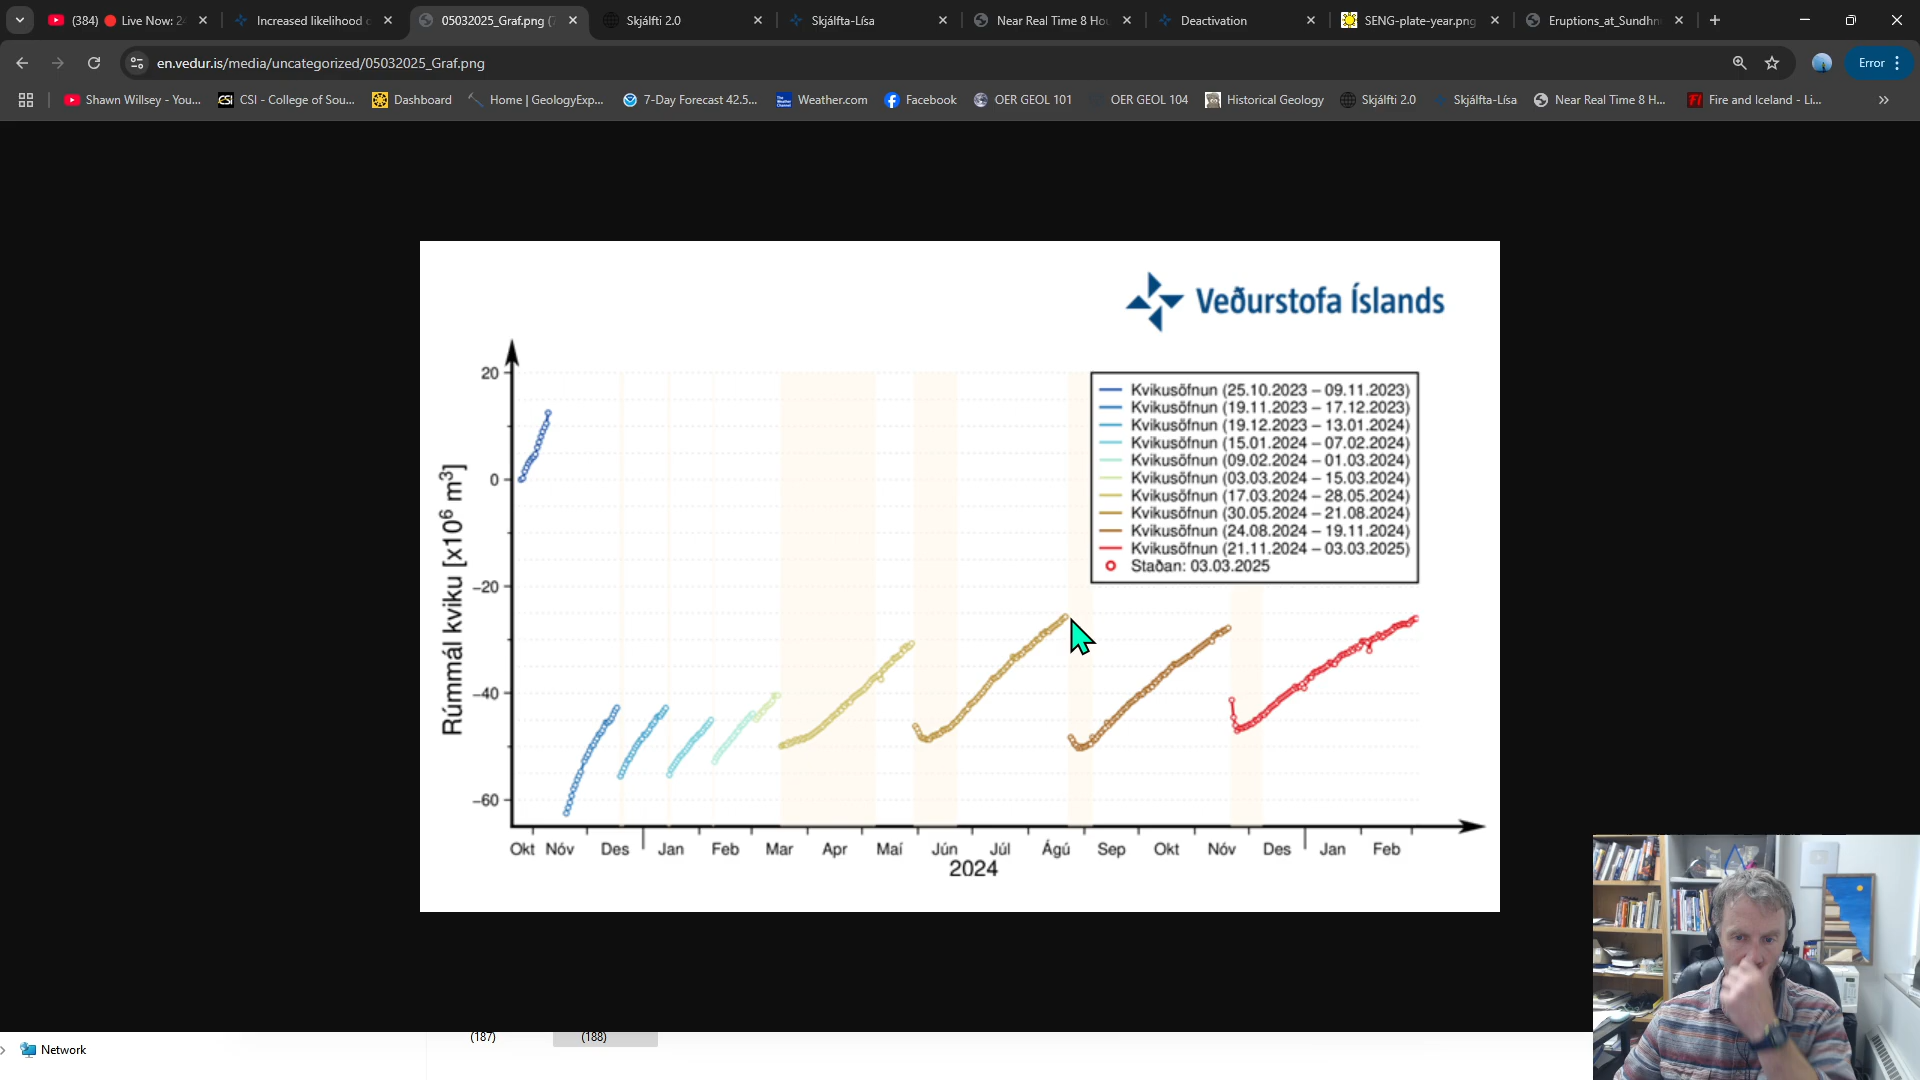 (384) Live Now: 24
Increased likelihood o
05032025_Graf.png (
Skjálfti 2.0
Skjálfta-Lísa
Near Real Time 8 Hou
Deactivation
SENG-plate-year.png
Eruptions_at_Sundhn
en.vedur.is/media/uncategorized/05032025_Graf.png
Error
Shawn Willsey - You...
CSI - College of Sou...
Dashboard
Home | GeologyExp...
7-Day Forecast 42.5...
Weather.com
Facebook
OER GEOL 101
OER GEOL 104
Historical Geology
Skjálfti 2.0
Skjálfta-Lísa
Near Real Time 8 H...
Fire and Iceland - Li...
Veðurstofa Íslands
Rúmmál kviku [x10⁶ m³]
20
0
−20
−40
−60
Kvikusöfnun (25.10.2023 – 09.11.2023)
Kvikusöfnun (19.11.2023 – 17.12.2023)
Kvikusöfnun (19.12.2023 – 13.01.2024)
Kvikusöfnun (15.01.2024 – 07.02.2024)
Kvikusöfnun (09.02.2024 – 01.03.2024)
Kvikusöfnun (03.03.2024 – 15.03.2024)
Kvikusöfnun (17.03.2024 – 28.05.2024)
Kvikusöfnun (30.05.2024 – 21.08.2024)
Kvikusöfnun (24.08.2024 – 19.11.2024)
Kvikusöfnun (21.11.2024 – 03.03.2025)
Staðan: 03.03.2025
Okt Nóv Des Jan Feb Mar Apr Maí Jún Júl Ágú Sep Okt Nóv Des Jan Feb
2024
(187) (188)
Network